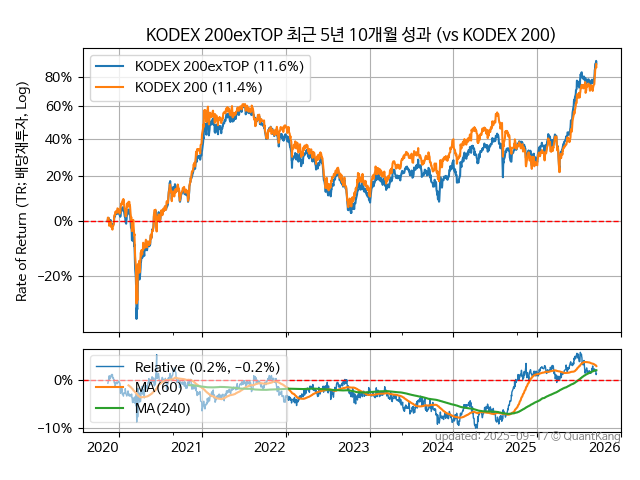 KODEX 200exTOP 최근 5년 10개월 성과 (vs KODEX 200)
Rate of Return (TR: 배당재투자, Log)
KODEX 200exTOP (11.6%)
KODEX 200 (11.4%)
80%
60%
40%
20%
0%
−20%
Relative (0.2%, −0.2%)
MA(60)
MA(240)
0%
−10%
updated: 2025-09-17 © QuantKang
2020 2021 2022 2023 2024 2025 2026